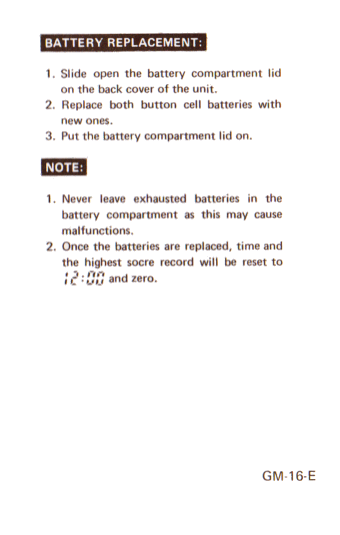 BATTERY REPLACEMENT:
1. Slide open the battery compartment lid
on the back cover of the unit.
2. Replace both button cell batteries with
new ones.
3. Put the battery compartment lid on.
NOTE:
1. Never leave exhausted batteries in the
battery compartment as this may cause
malfunctions.
2. Once the batteries are replaced, time and
the highest socre record will be reset to
12:00 and zero.
GM-16-E